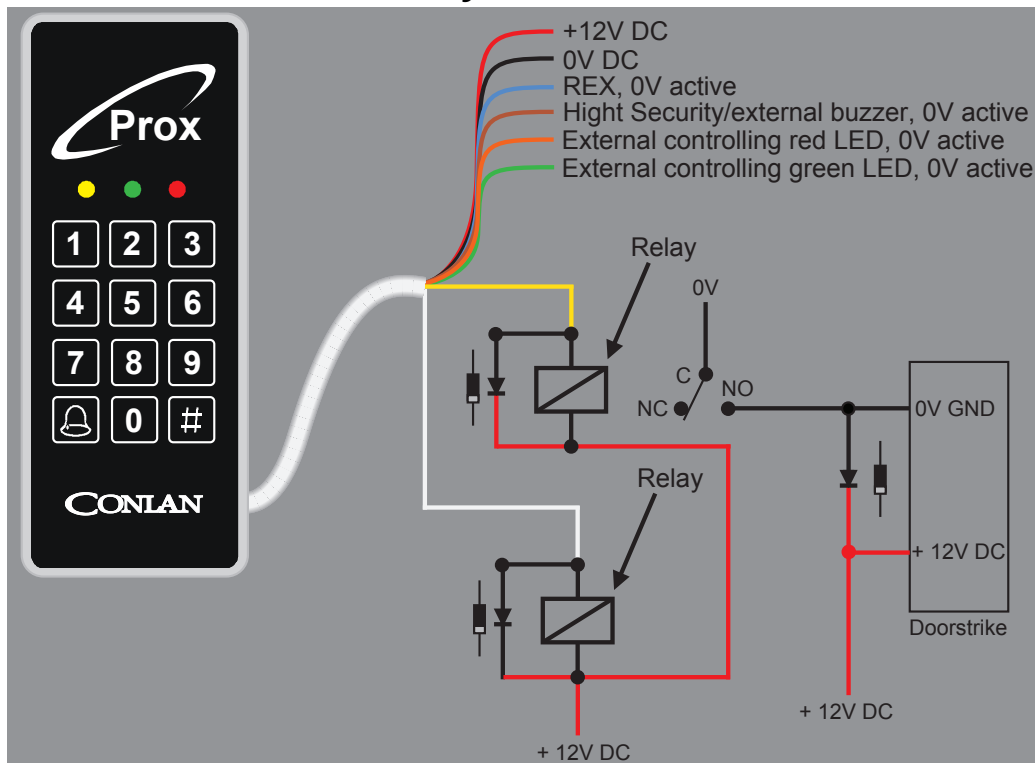 +12V DC
0V DC
REX, 0V active
Hight Security/external buzzer, 0V active
External controlling red LED, 0V active
External controlling green LED, 0V active
Prox
1 2 3
4 5 6
7 8 9
0 #
CONLAN
Relay
0V
C
NC
NO
0V GND
Relay
+ 12V DC
Doorstrike
+ 12V DC
+ 12V DC